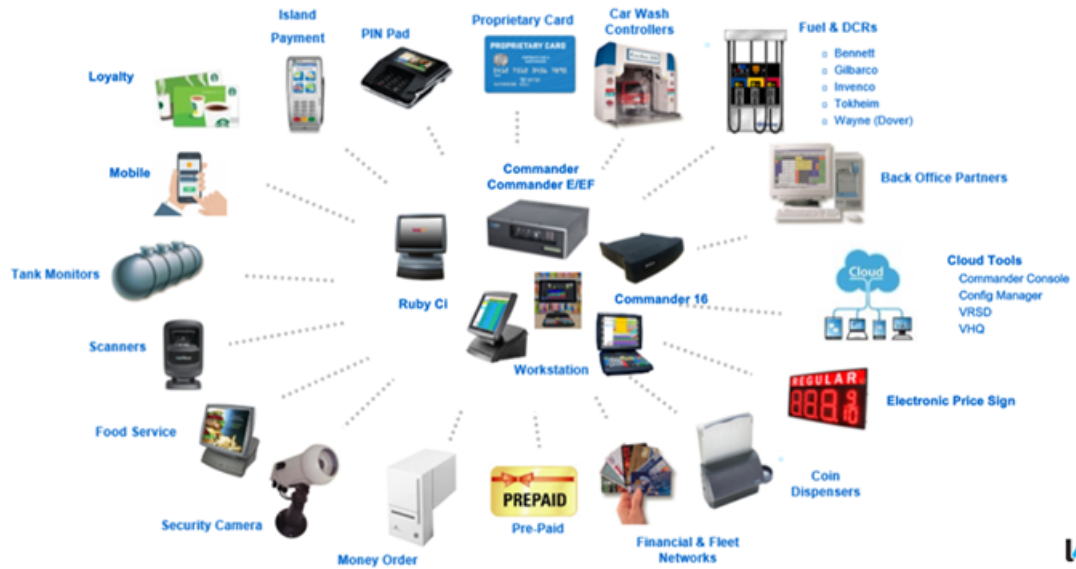 Island
Payment
PIN Pad
Proprietary Card
PROPRIETARY CARD
Car Wash
Controllers
Fuel & DCRs
Bennett
Gilbarco
Invenco
Tokheim
Wayne (Dover)
Loyalty
Mobile
Commander
Commander E/EF
Back Office Partners
Tank Monitors
Ruby Ci
Commander 16
Cloud
Cloud Tools
Commander Console
Config Manager
VRSD
VHQ
Scanners
Workstation
REGULAR
888.9
10
Electronic Price Sign
Food Service
Security Camera
Money Order
PREPAID
Pre-Paid
Financial & Fleet
Networks
Coin
Dispensers